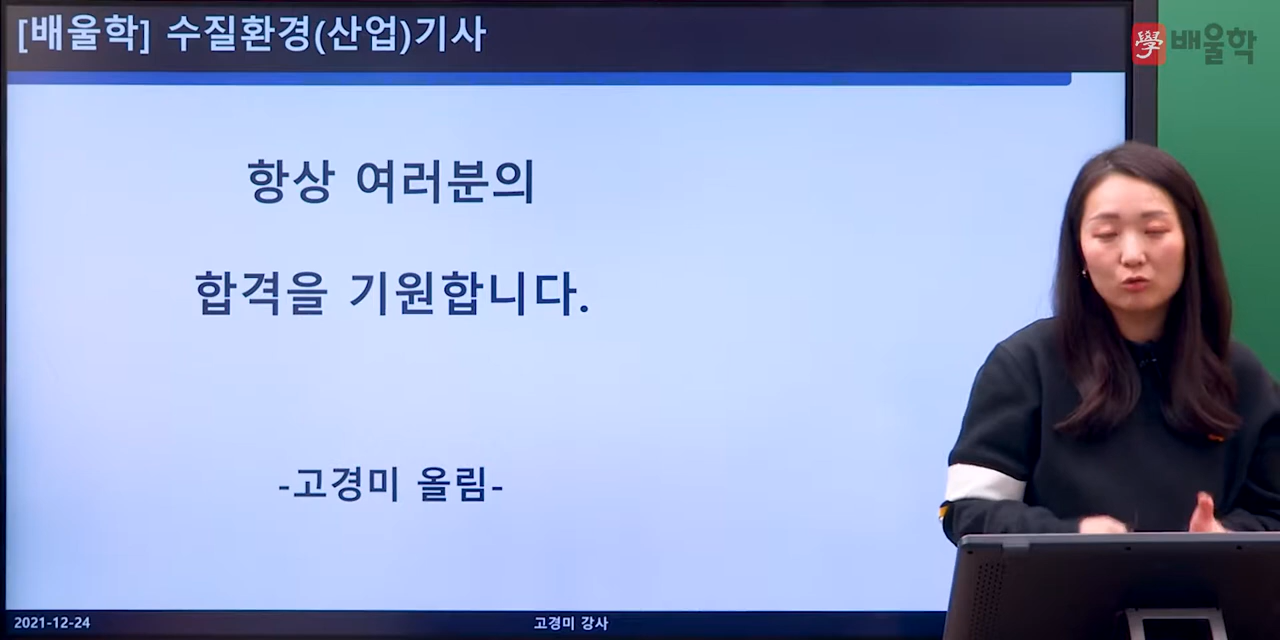 [배울학] 수질환경(산업)기사
學 배울학
항상 여러분의
합격을 기원합니다.
-고경미 올림-
2021-12-24
고경미 강사